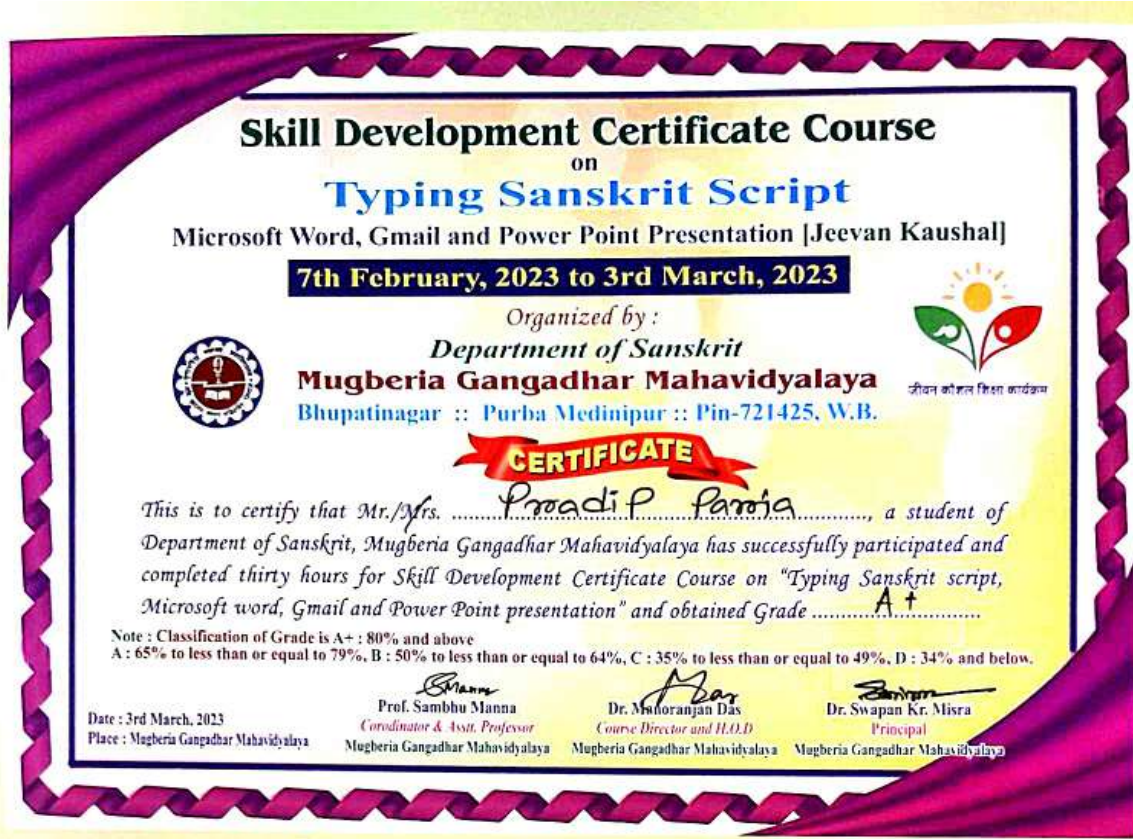 Skill Development Certificate Course
on
Typing Sanskrit Script
Microsoft Word, Gmail and Power Point Presentation [Jeevan Kaushal]
7th February, 2023 to 3rd March, 2023
Organized by :
Department of Sanskrit
Mugberia Gangadhar Mahavidyalaya
Bhupatinagar :: Purba Medinipur :: Pin-721425, W.B.
जीवन कौशल शिक्षा कार्यक्रम
CERTIFICATE
This is to certify that Mr./Mrs. Pradip Paria, a student of
Department of Sanskrit, Mugberia Gangadhar Mahavidyalaya has successfully participated and
completed thirty hours for Skill Development Certificate Course on "Typing Sanskrit script,
Microsoft word, Gmail and Power Point presentation" and obtained Grade A+
Note : Classification of Grade is A+ : 80% and above
A : 65% to less than or equal to 79%, B : 50% to less than or equal to 64%, C : 35% to less than or equal to 49%, D : 34% and below.
Date : 3rd March, 2023
Place : Mugberia Gangadhar Mahavidyalaya
Prof. Sambhu Manna
Corodinator & Asstt. Professor
Mugberia Gangadhar Mahavidyalaya
Dr. Manoranjan Das
Course Director and H.O.D
Mugberia Gangadhar Mahavidyalaya
Dr. Swapan Kr. Misra
Principal
Mugberia Gangadhar Mahavidyalaya